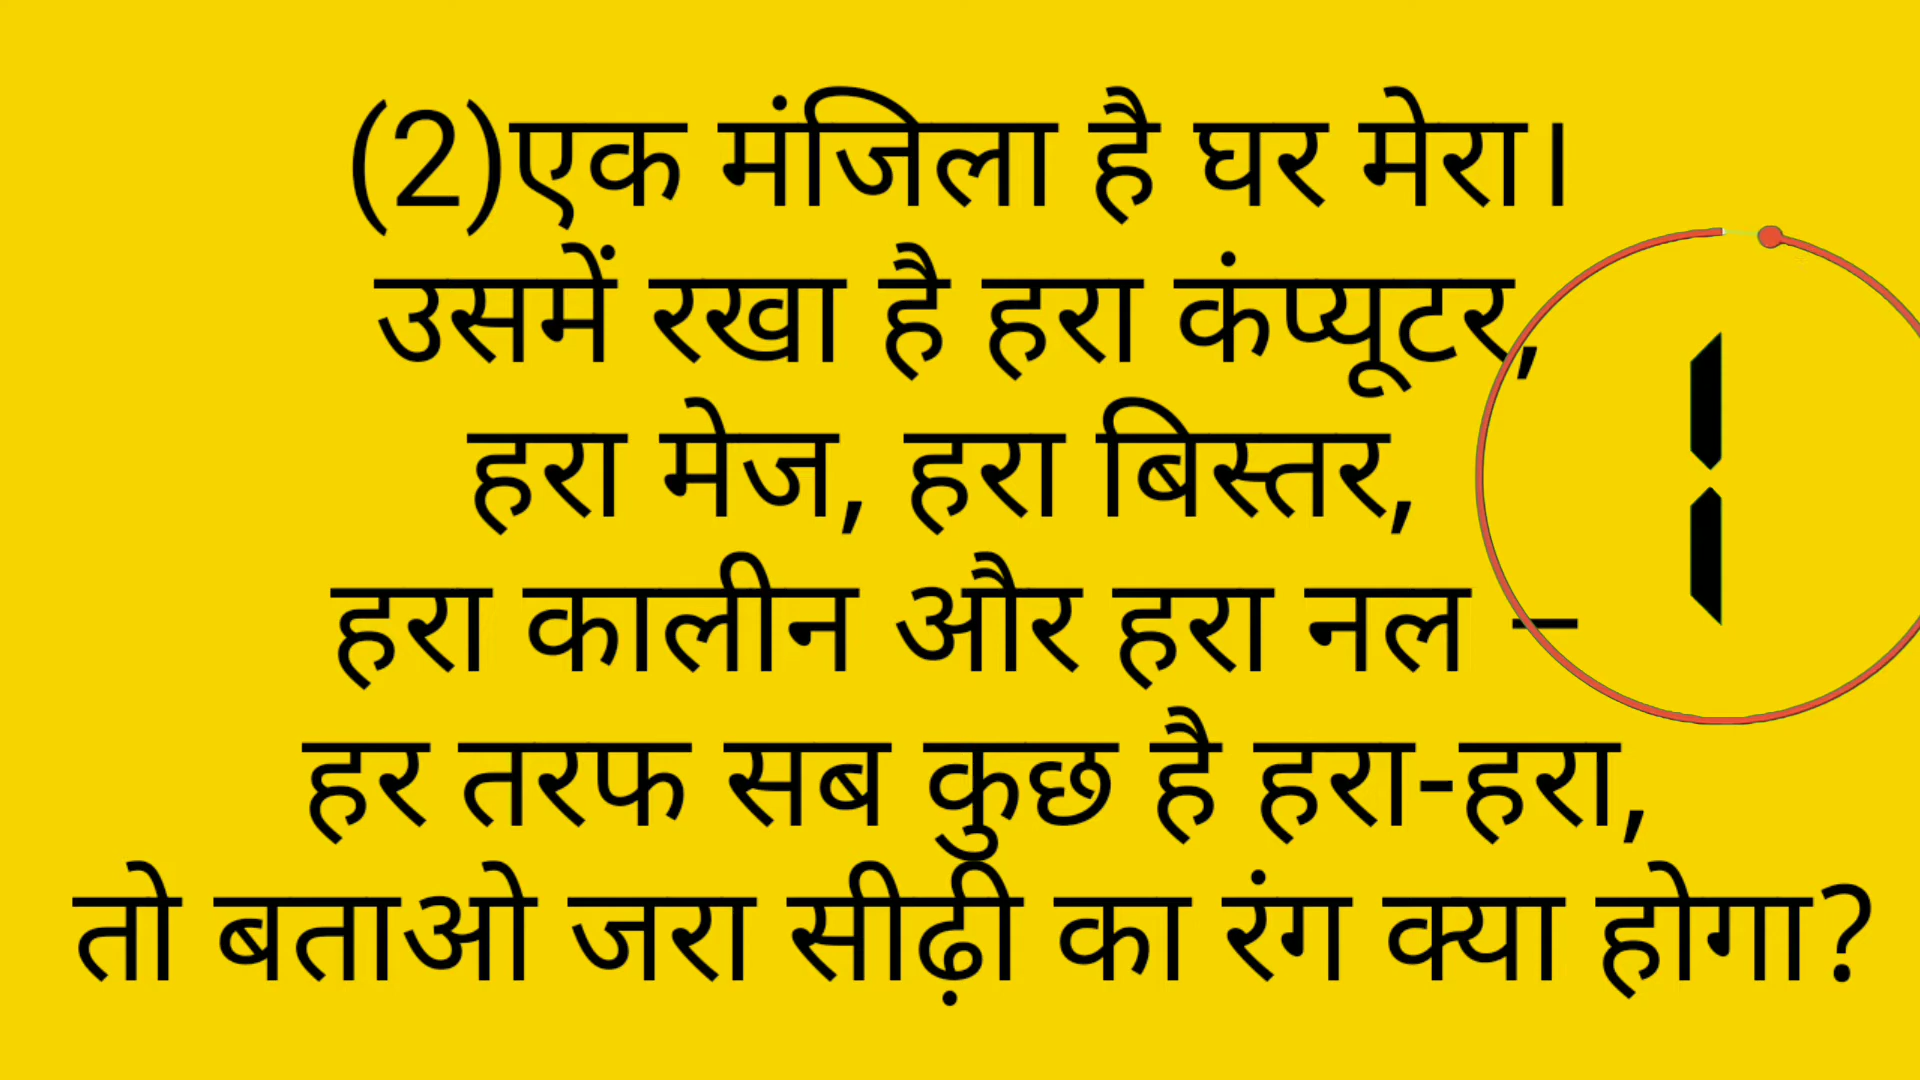 (2)एक मंजिला है घर मेरा।
उसमें रखा है हरा कंप्यूटर,
हरा मेज, हरा बिस्तर,
हरा कालीन और हरा नल –
हर तरफ सब कुछ है हरा-हरा,
तो बताओ जरा सीढ़ी का रंग क्या होगा?
1